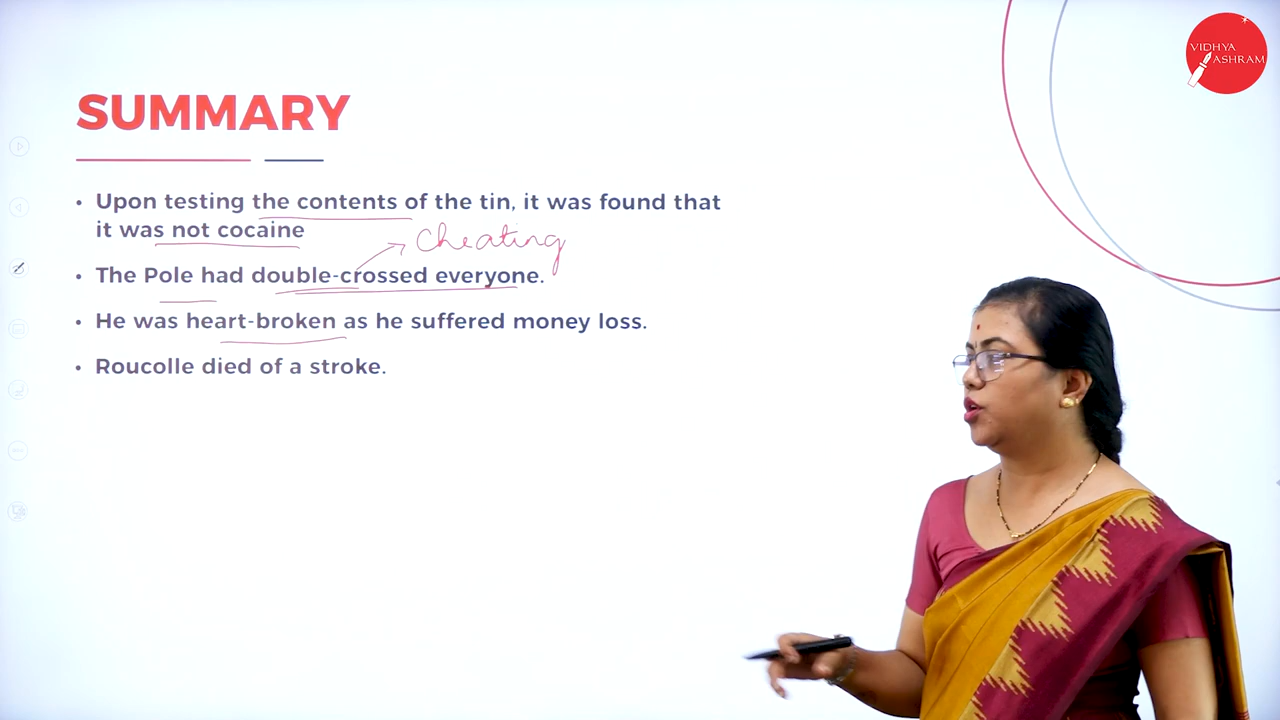 VIDHYA
ASHRAM
SUMMARY
• Upon testing the contents of the tin, it was found that
it was not cocaine
cheating
• The Pole had double-crossed everyone.
• He was heart-broken as he suffered money loss.
• Roucolle died of a stroke.